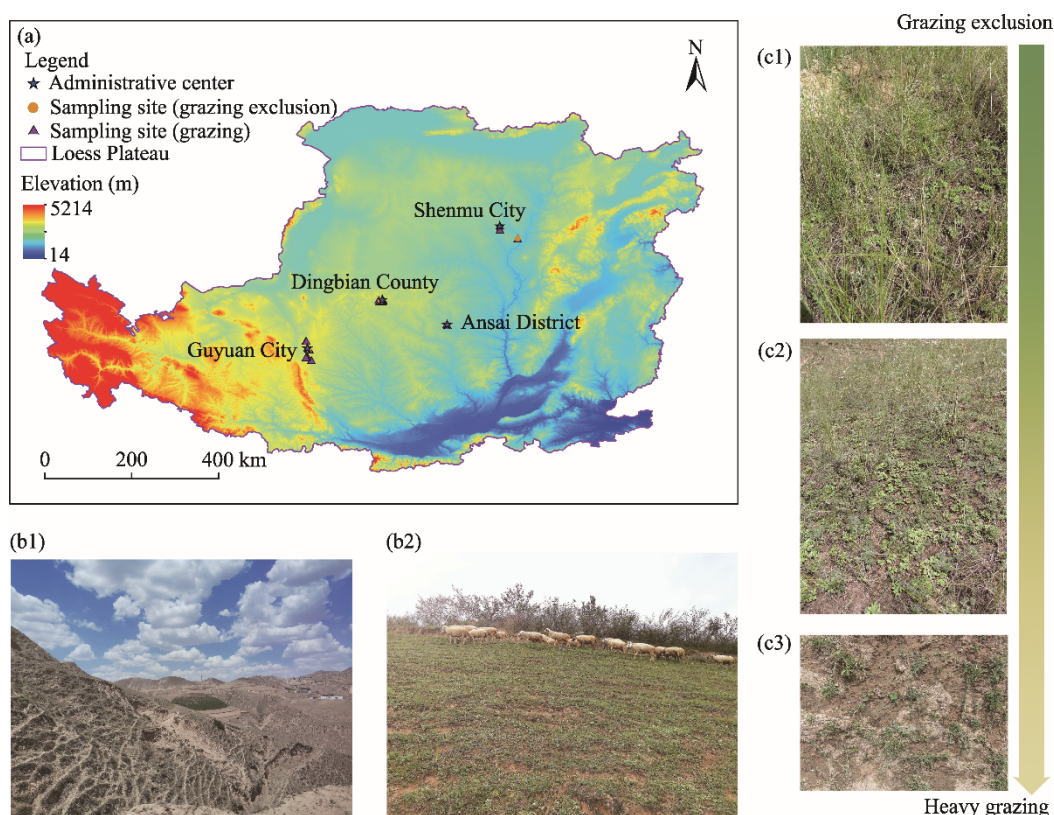 (a)
N
Legend
Administrative center
Sampling site (grazing exclusion)
Sampling site (grazing)
Loess Plateau
Elevation (m)
5214
14
Shenmu City
Dingbian County
Ansai District
Guyuan City
0 200 400 km
(b1)
(b2)
Grazing exclusion
(c1)
(c2)
(c3)
Heavy grazing